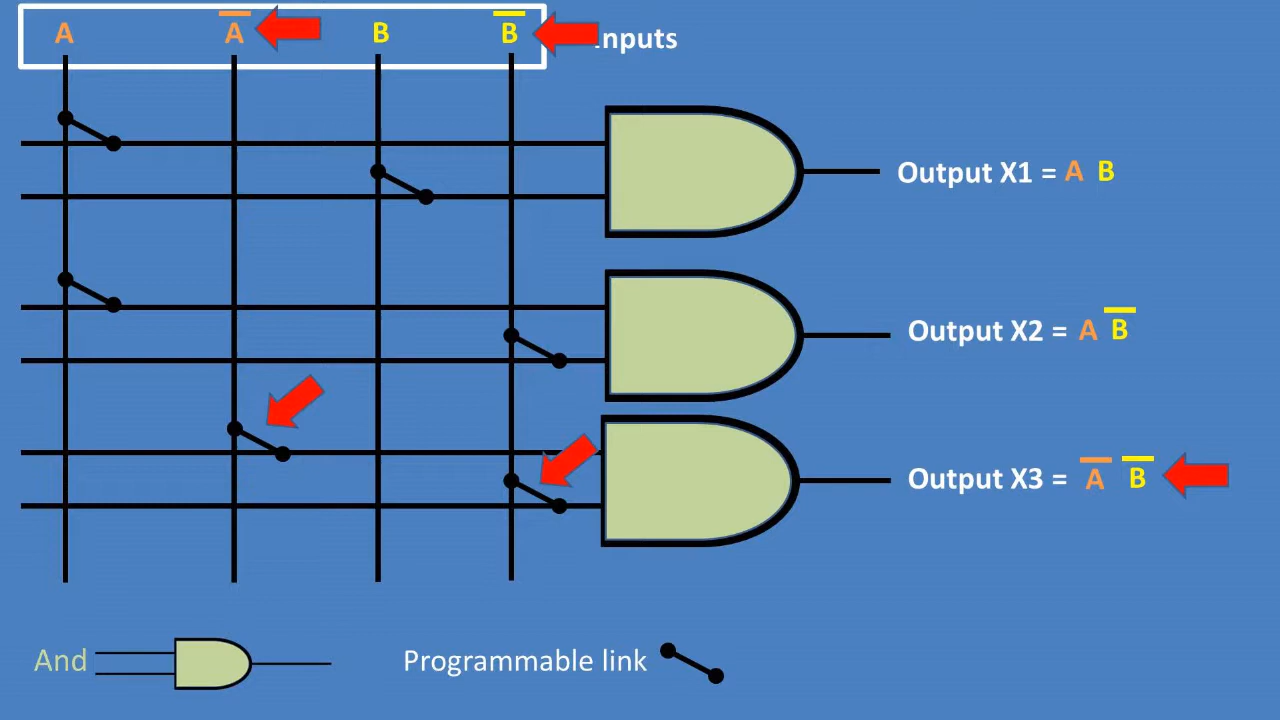 A A̅ B B̅ Inputs
Output X1 = A B
Output X2 = A B̅
Output X3 = A̅ B̅
And
Programmable link